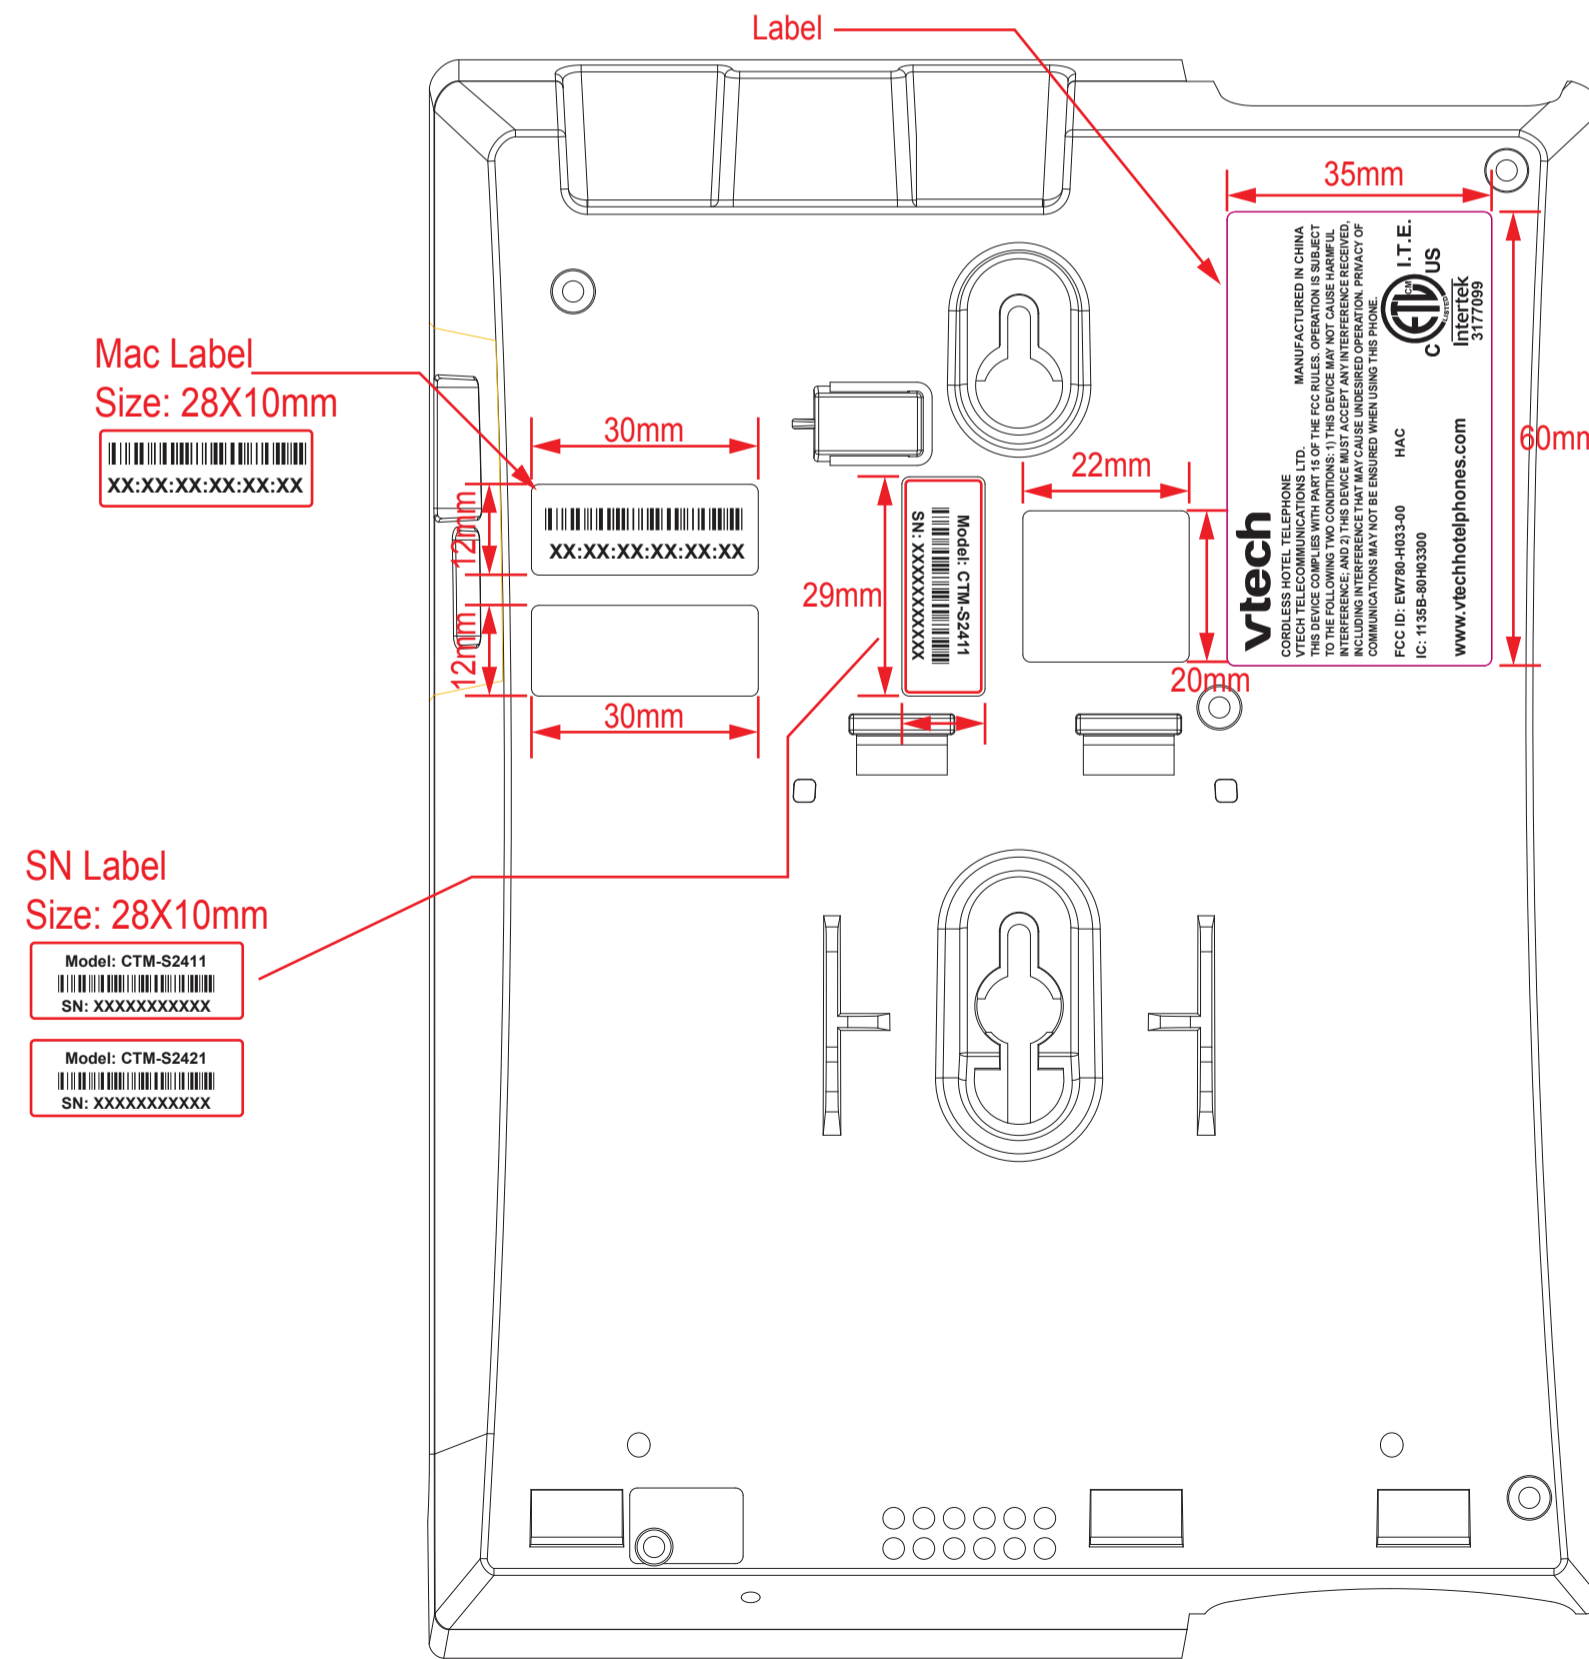 Label
35mm
60mm
Mac Label
Size: 28X10mm
XX:XX:XX:XX:XX:XX
30mm
12mm
XX:XX:XX:XX:XX:XX
12mm
30mm
29mm
Model: CTM-S2411
SN: XXXXXXXXXXX
22mm
20mm
vtech
CORDLESS HOTEL TELEPHONE
VTECH TELECOMMUNICATIONS LTD. MANUFACTURED IN CHINA
THIS DEVICE COMPLIES WITH PART 15 OF THE FCC RULES. OPERATION IS SUBJECT
TO THE FOLLOWING TWO CONDITIONS: 1) THIS DEVICE MAY NOT CAUSE HARMFUL
INTERFERENCE; AND 2) THIS DEVICE MUST ACCEPT ANY INTERFERENCE RECEIVED,
INCLUDING INTERFERENCE THAT MAY CAUSE UNDESIRED OPERATION. PRIVACY OF
COMMUNICATIONS MAY NOT BE ENSURED WHEN USING THIS PHONE.
FCC ID: EW780-H033-00 HAC
IC: 1135B-80H03300
www.vtechhotelphones.com
C ETL CM LISTED US
I.T.E.
Intertek
3177099
SN Label
Size: 28X10mm
Model: CTM-S2411
SN: XXXXXXXXXXX
Model: CTM-S2421
SN: XXXXXXXXXXX